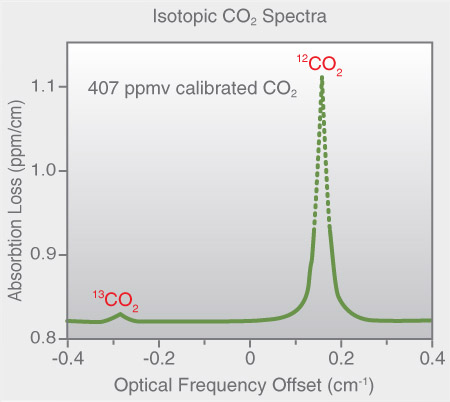 Isotopic CO₂ Spectra
407 ppmv calibrated CO₂
¹²CO₂
¹³CO₂
Absorbtion Loss (ppm/cm)
1.1
1.0
0.9
0.8
-0.4
-0.2
0
0.2
0.4
Optical Frequency Offset (cm⁻¹)